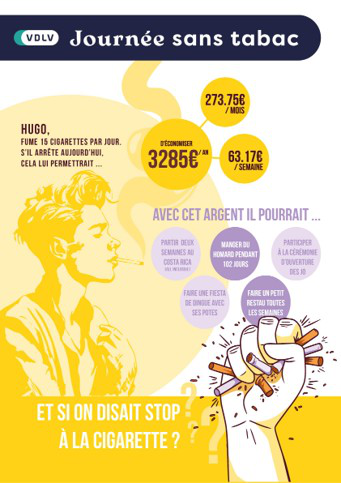 VDLV Journée sans tabac
273.75€
/ MOIS
HUGO,
FUME 15 CIGARETTES PAR JOUR.
S'IL ARRÊTE AUJOURD'HUI,
CELA LUI PERMETTRAIT ...
D'ÉCONOMISER
3285€/ AN
63.17€
/ SEMAINE
AVEC CET ARGENT IL POURRAIT ...
PARTIR DEUX
SEMAINES AU
COSTA RICA
MANGER DU
HOMARD PENDANT
102 JOURS
PARTICIPER
À LA CÉRÉMONIE
D'OUVERTURE
DES JO
FAIRE UNE FIESTA
DE DINGUE AVEC
SES POTES
FAIRE UN PETIT
RESTAU TOUTES
LES SEMAINES
ET SI ON DISAIT STOP
À LA CIGARETTE ?